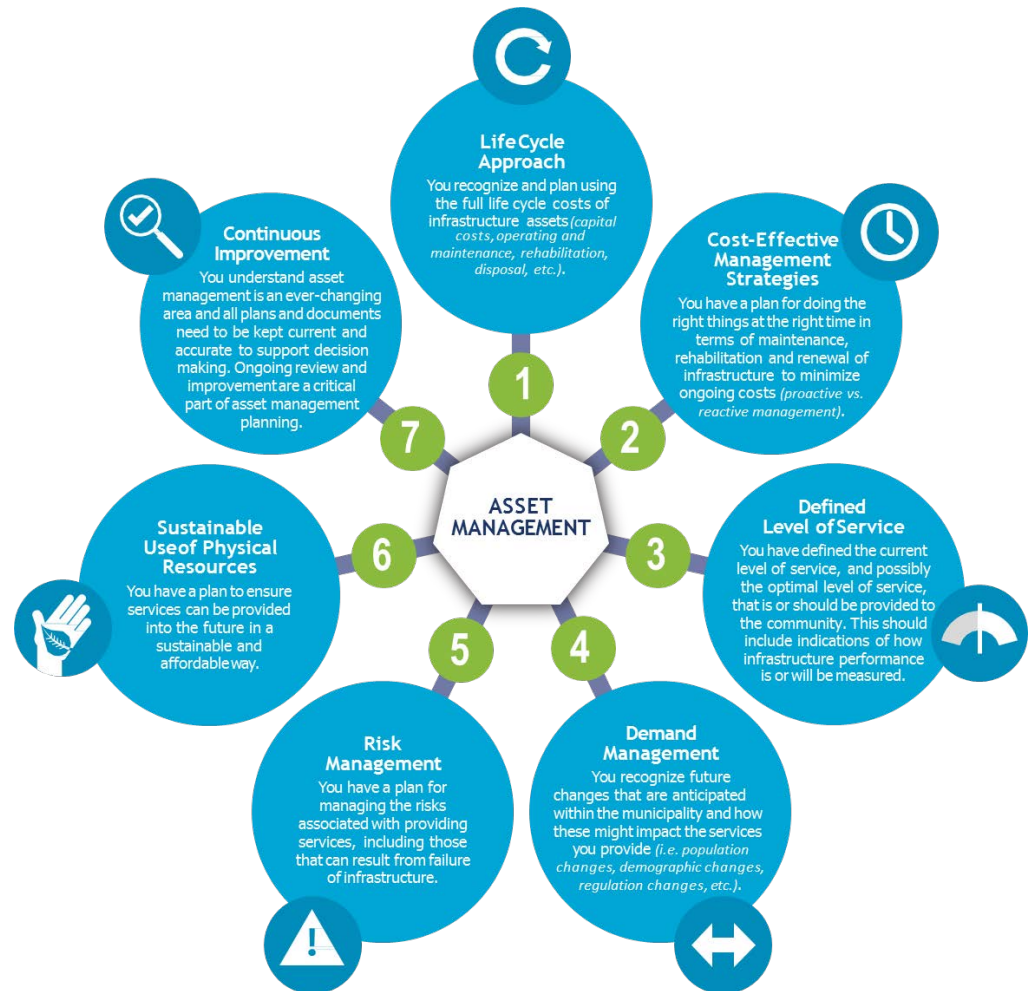 Life Cycle
Approach
You recognize and plan using
the full life cycle costs of
infrastructure assets (capital
costs, operating and
maintenance, rehabilitation,
disposal, etc.).
1
Cost-Effective
Management
Strategies
You have a plan for doing the
right things at the right time in
terms of maintenance,
rehabilitation and renewal of
infrastructure to minimize
ongoing costs (proactive vs.
reactive management).
2
Defined
Level of Service
You have defined the current
level of service, and possibly
the optimal level of service,
that is or should be provided to
the community. This should
include indications of how
infrastructure performance
is or will be measured.
3
Demand
Management
You recognize future
changes that are anticipated
within the municipality and how
these might impact the services
you provide (i.e. population
changes, demographic changes,
regulation changes, etc.).
4
Risk
Management
You have a plan for
managing the risks
associated with providing
services, including those
that can result from failure
of infrastructure.
!
5
Sustainable
Useof Physical
Resources
You have a plan to ensure
services can be provided
into the future in a
sustainable and
affordable way.
6
Continuous
Improvement
You understand asset
management is an ever-changing
area and all plans and documents
need to be kept current and
accurate to support decision
making. Ongoing review and
improvement are a critical
part of asset management
planning.
7
ASSET
MANAGEMENT